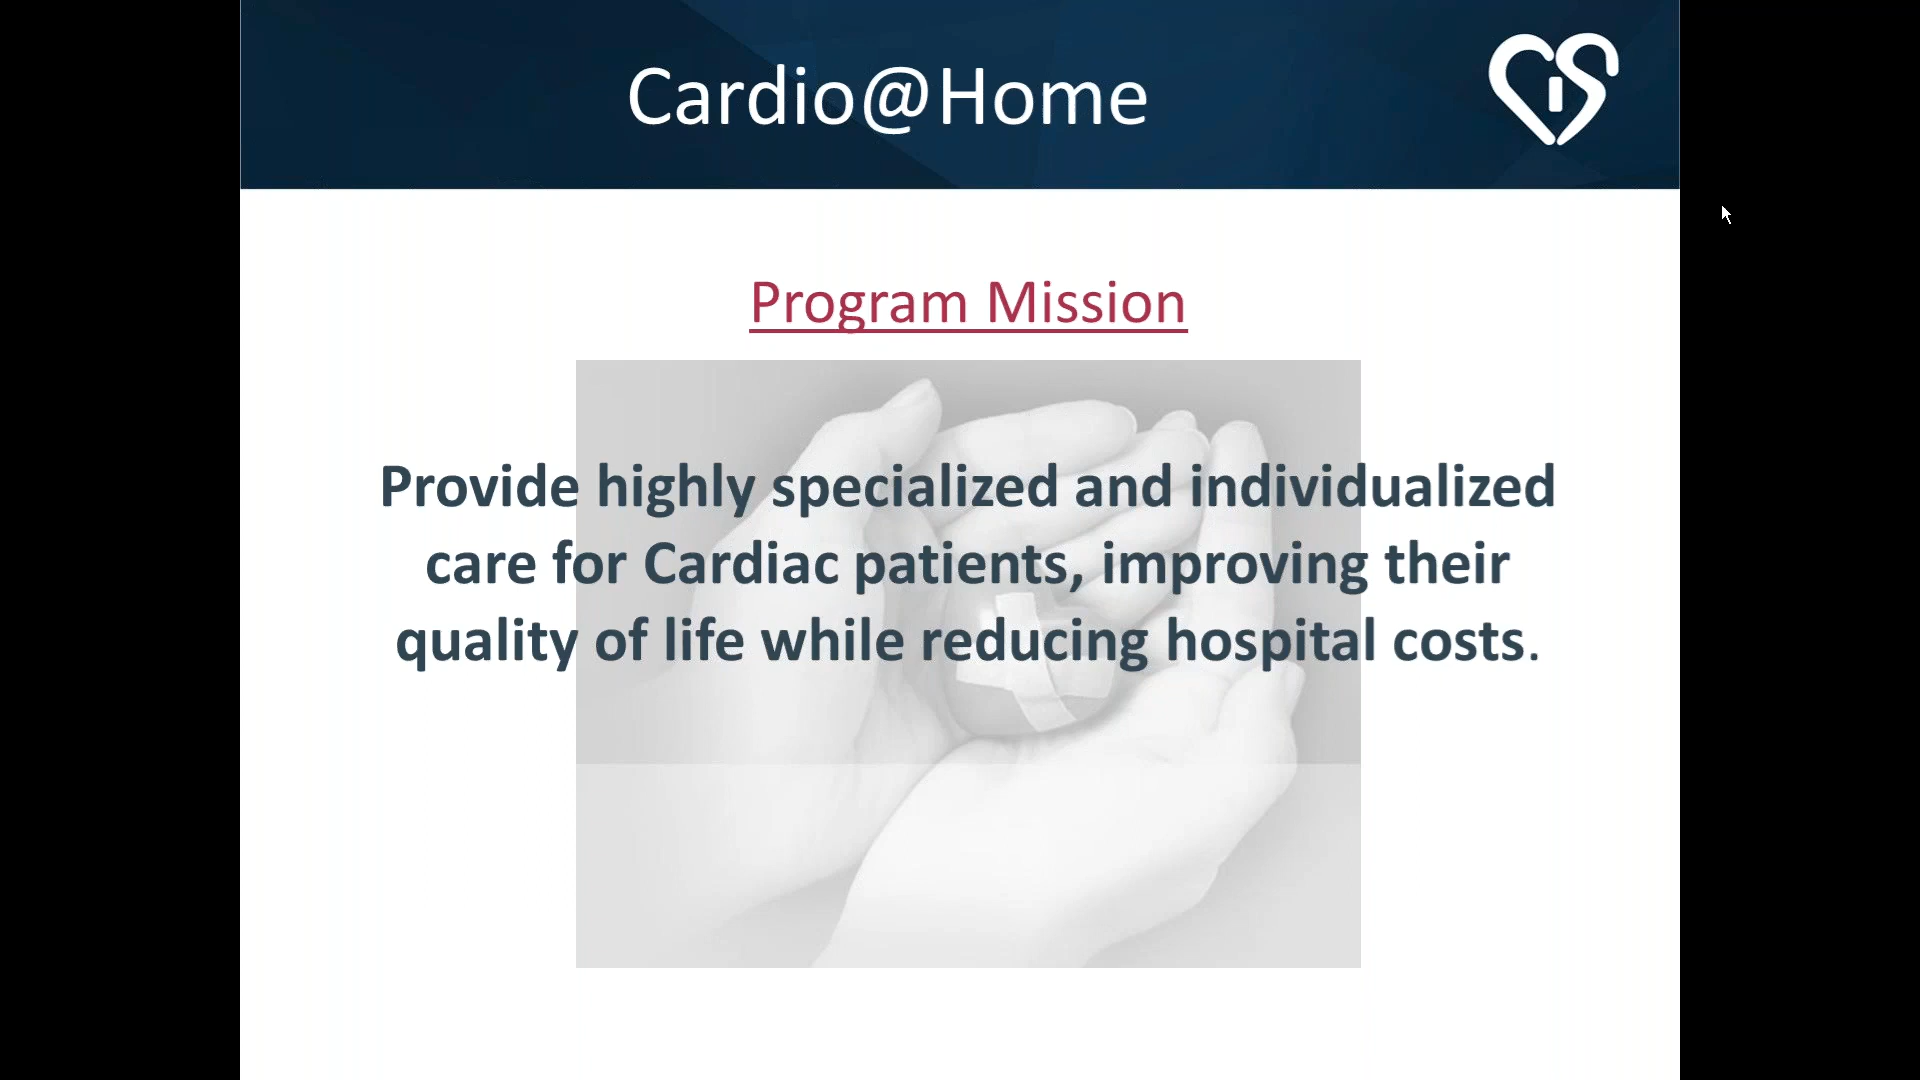 Cardio@Home
CIS
Program Mission
Provide highly specialized and individualized
care for Cardiac patients, improving their
quality of life while reducing hospital costs.